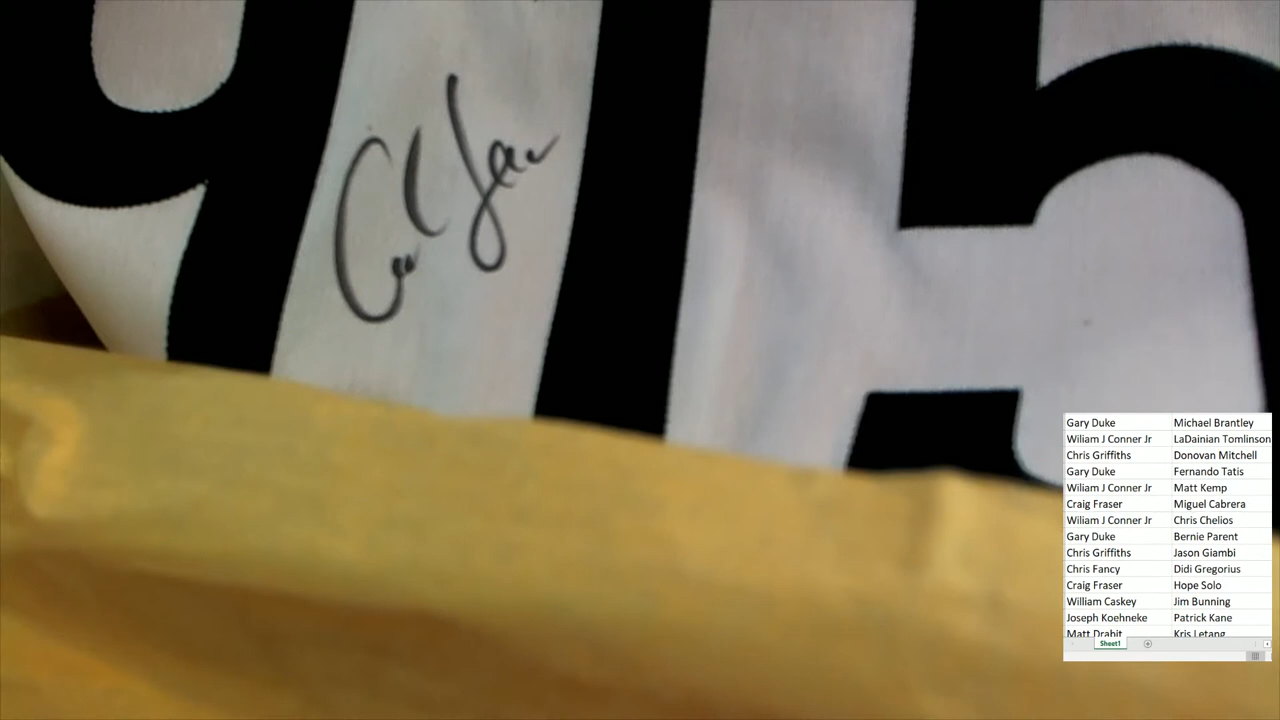 Gary Duke Michael Brantley
Wiliam J Conner Jr LaDainian Tomlinson
Chris Griffiths Donovan Mitchell
Gary Duke Fernando Tatis
Wiliam J Conner Jr Matt Kemp
Craig Fraser Miguel Cabrera
Wiliam J Conner Jr Chris Chelios
Gary Duke Bernie Parent
Chris Griffiths Jason Giambi
Chris Fancy Didi Gregorius
Craig Fraser Hope Solo
William Caskey Jim Bunning
Joseph Koehneke Patrick Kane
Matt Drabit Kris Letang
Sheet1